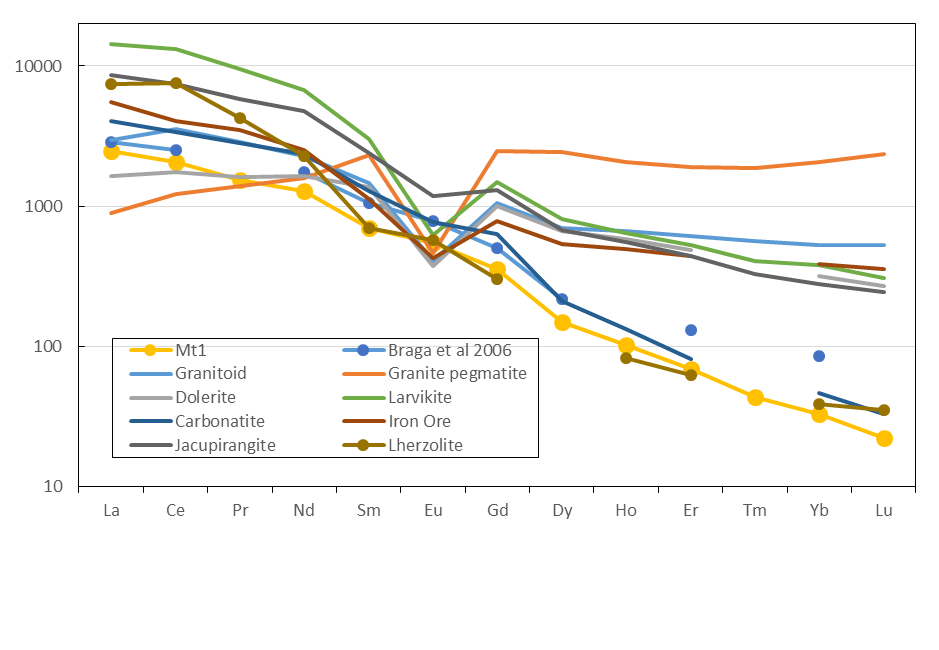 10000
1000
100
10
Mt1 Braga et al 2006
Granitoid Granite pegmatite
Dolerite Larvikite
Carbonatite Iron Ore
Jacupirangite Lherzolite
La Ce Pr Nd Sm Eu Gd Dy Ho Er Tm Yb Lu